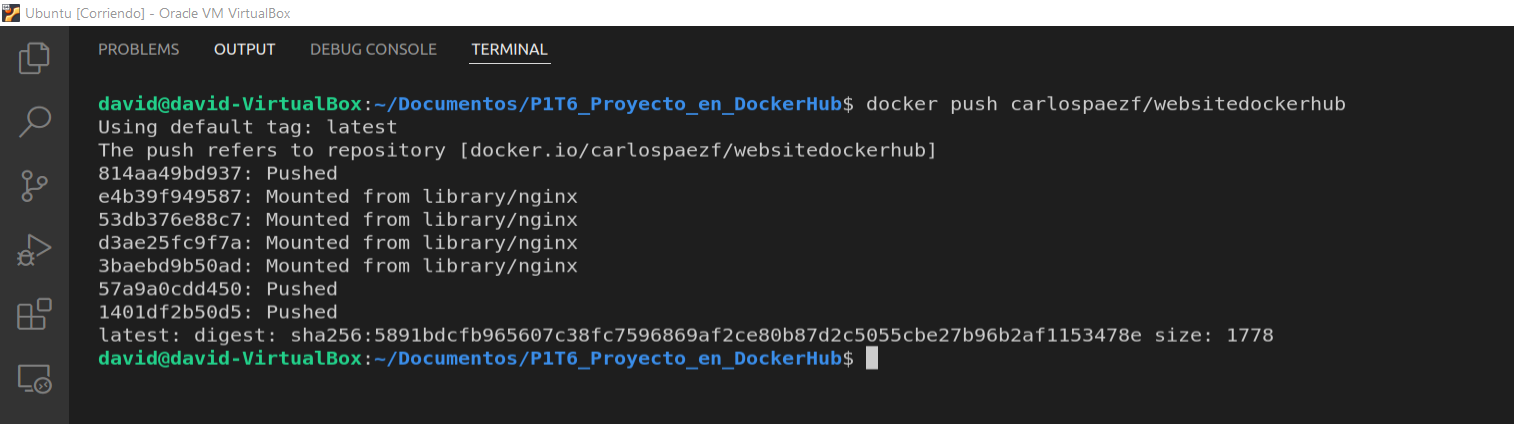 Ubuntu [Corriendo] - Oracle VM VirtualBox
PROBLEMS OUTPUT DEBUG CONSOLE TERMINAL
david@david-VirtualBox:~/Documentos/P1T6_Proyecto_en_DockerHub$ docker push carlospaezf/websitedockerhub
Using default tag: latest
The push refers to repository [docker.io/carlospaezf/websitedockerhub]
814aa49bd937: Pushed
e4b39f949587: Mounted from library/nginx
53db376e88c7: Mounted from library/nginx
d3ae25fc9f7a: Mounted from library/nginx
3baebd9b50ad: Mounted from library/nginx
57a9a0cdd450: Pushed
1401df2b50d5: Pushed
latest: digest: sha256:5891bdcfb965607c38fc7596869af2ce80b87d2c5055cbe27b96b2af1153478e size: 1778
david@david-VirtualBox:~/Documentos/P1T6_Proyecto_en_DockerHub$